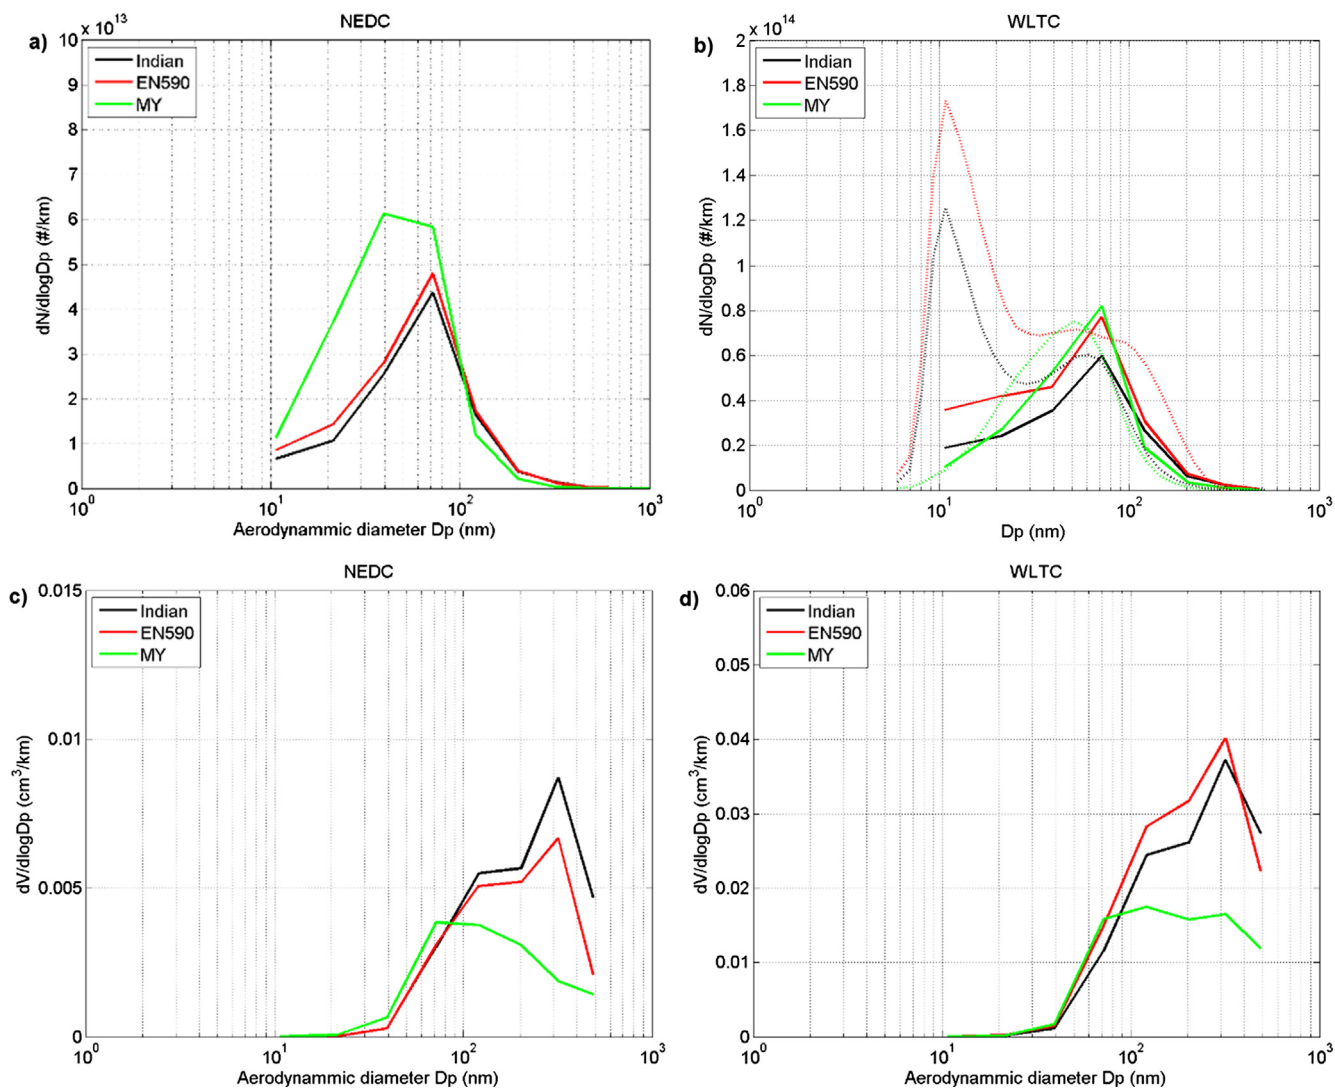 NEDC
x 10^13
a)
10
9
8
7
6
5
4
3
2
1
0
dN/dlogDp (#/km)
Indian
EN590
MY
10^0
10^1
10^2
10^3
Aerodynammic diameter Dp (nm)
WLTC
x 10^14
b)
2
1.8
1.6
1.4
1.2
1
0.8
0.6
0.4
0.2
0
dN/dlogDp (#/km)
Indian
EN590
MY
10^0
10^1
10^2
10^3
Dp (nm)
NEDC
c)
0.015
0.01
0.005
0
dV/dlogDp (cm^3/km)
Indian
EN590
MY
10^0
10^1
10^2
10^3
Aerodynammic diameter Dp (nm)
WLTC
d)
0.06
0.05
0.04
0.03
0.02
0.01
0
dV/dlogDp (cm^3/km)
Indian
EN590
MY
10^0
10^1
10^2
10^3
Aerodynammic diameter Dp (nm)